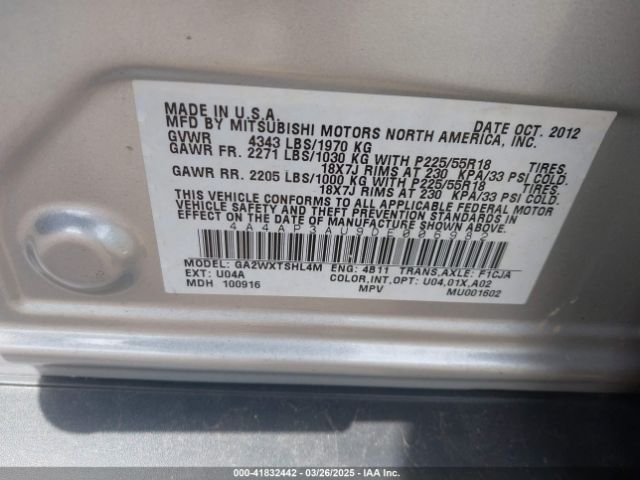 MADE IN U.S.A. DATE OCT. 2012
MFD BY MITSUBISHI MOTORS NORTH AMERICA, INC.
GVWR 4343 LBS/1970 KG
GAWR FR. 2271 LBS/1030 KG WITH P225/55R18 TIRES.
18X7J RIMS AT 230 KPA/33 PSI COLD.
GAWR RR. 2205 LBS/1000 KG WITH P225/55R18 TIRES.
18X7J RIMS AT 230 KPA/33 PSI COLD.
THIS VEHICLE CONFORMS TO ALL APPLICABLE FEDERAL MOTOR
VEHICLE SAFETY AND THEFT PREVENTION STANDARDS IN
EFFECT ON THE DATE OF MANUFACTURE SHOWN ABOVE.
MODEL: GA2WXTSHL4M ENG: 4B11 TRANS,AXLE: F1CJA
EXT: U04A COLOR,INT,OPT: U04,01X,A02
MDH 100916 MPV MU001602
000-41832442 | 03/26/2025 | IAA Inc.